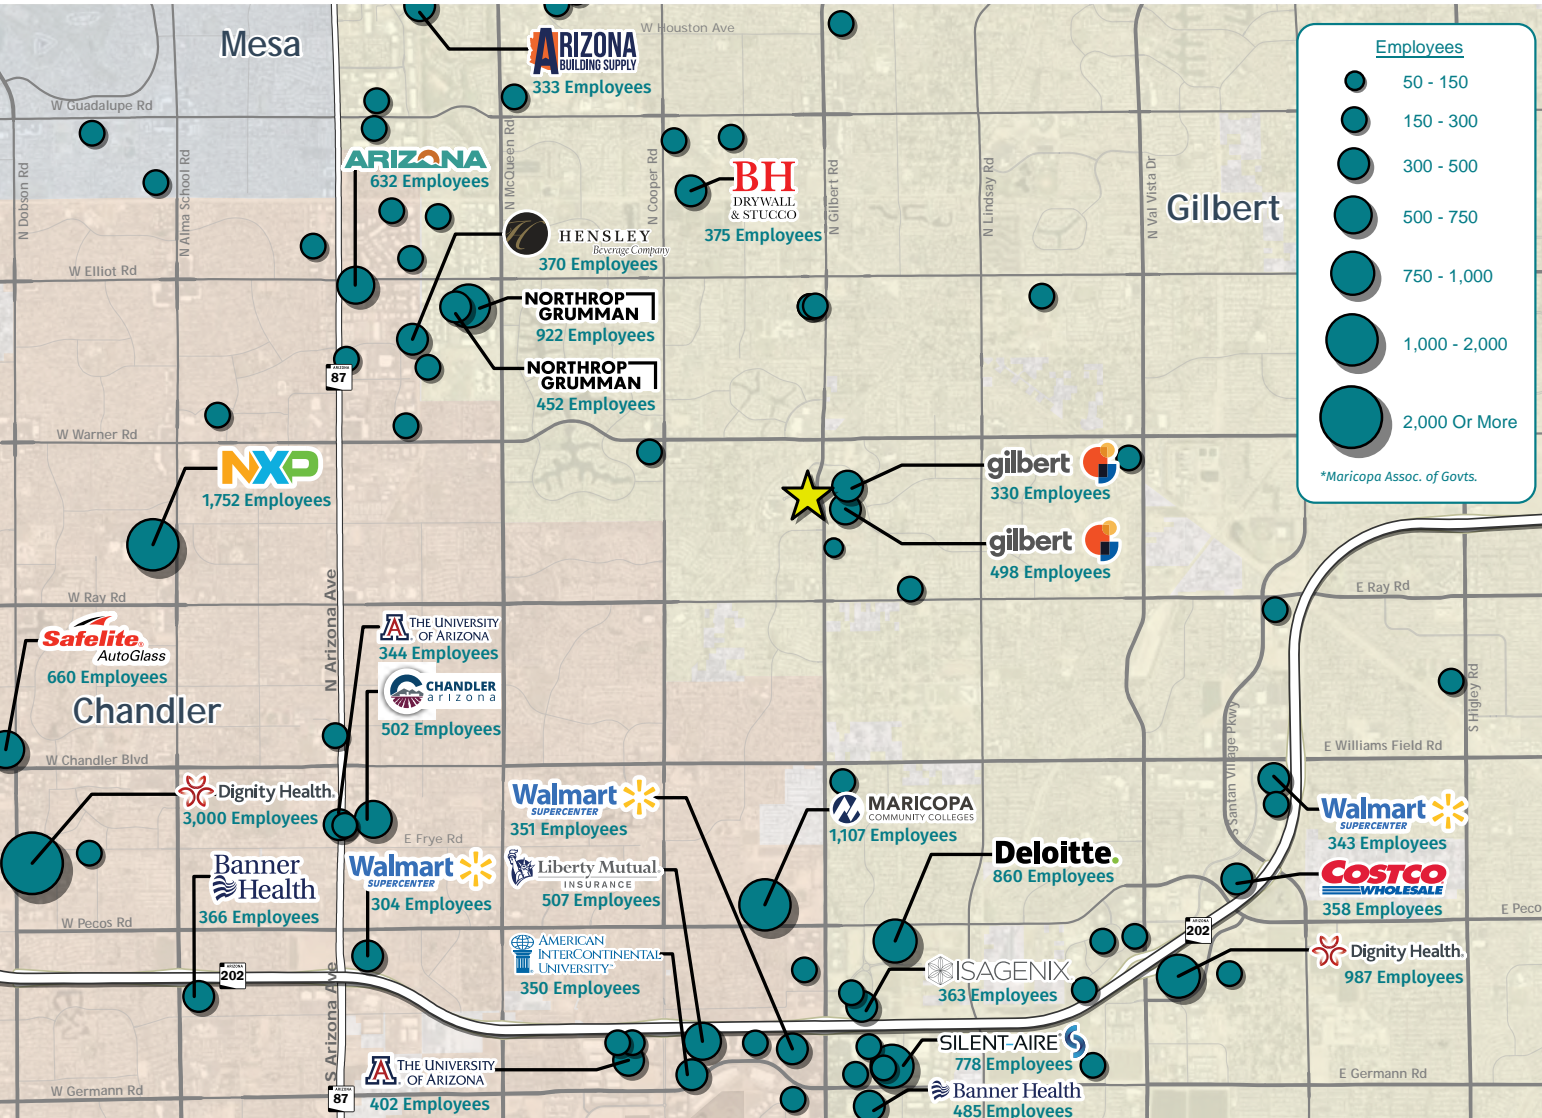 Mesa
W Houston Ave
ARIZONA
BUILDING SUPPLY
333 Employees
W Guadalupe Rd
N Dobson Rd
N Alma School Rd
N McQueen Rd
N Cooper Rd
N Gilbert Rd
N Lindsay Rd
N Val Vista Dr
Gilbert
ARIZONA
632 Employees
BH
DRYWALL
& STUCCO
375 Employees
H
HENSLEY
Beverage Company
370 Employees
W Elliot Rd
NORTHROP
GRUMMAN
922 Employees
NORTHROP
GRUMMAN
452 Employees
ARIZONA
87
W Warner Rd
NXP
1,752 Employees
gilbert
330 Employees
gilbert
498 Employees
Employees
50 - 150
150 - 300
300 - 500
500 - 750
750 - 1,000
1,000 - 2,000
2,000 Or More
*Maricopa Assoc. of Govts.
W Ray Rd
E Ray Rd
N Arizona Ave
Safelite®
AutoGlass
660 Employees
A
THE UNIVERSITY
OF ARIZONA
344 Employees
CHANDLER
arizona
502 Employees
Chandler
S Higley Rd
S Santan Village Pkwy
W Chandler Blvd
E Williams Field Rd
Dignity Health.
3,000 Employees
E Frye Rd
Walmart
SUPERCENTER
351 Employees
MARICOPA
COMMUNITY COLLEGES
1,107 Employees
Walmart
SUPERCENTER
343 Employees
Banner
Health
366 Employees
Walmart
SUPERCENTER
304 Employees
Liberty Mutual.
INSURANCE
507 Employees
Deloitte.
860 Employees
COSTCO
WHOLESALE
358 Employees
W Pecos Rd
E Peco
ARIZONA
202
AMERICAN
INTERCONTINENTAL
UNIVERSITY
350 Employees
ISAGENIX
363 Employees
Dignity Health.
987 Employees
ARIZONA
202
S Arizona Ave
A
THE UNIVERSITY
OF ARIZONA
402 Employees
SILENT-AIRE
778 Employees
Banner Health
485 Employees
W Germann Rd
E Germann Rd
ARIZONA
87